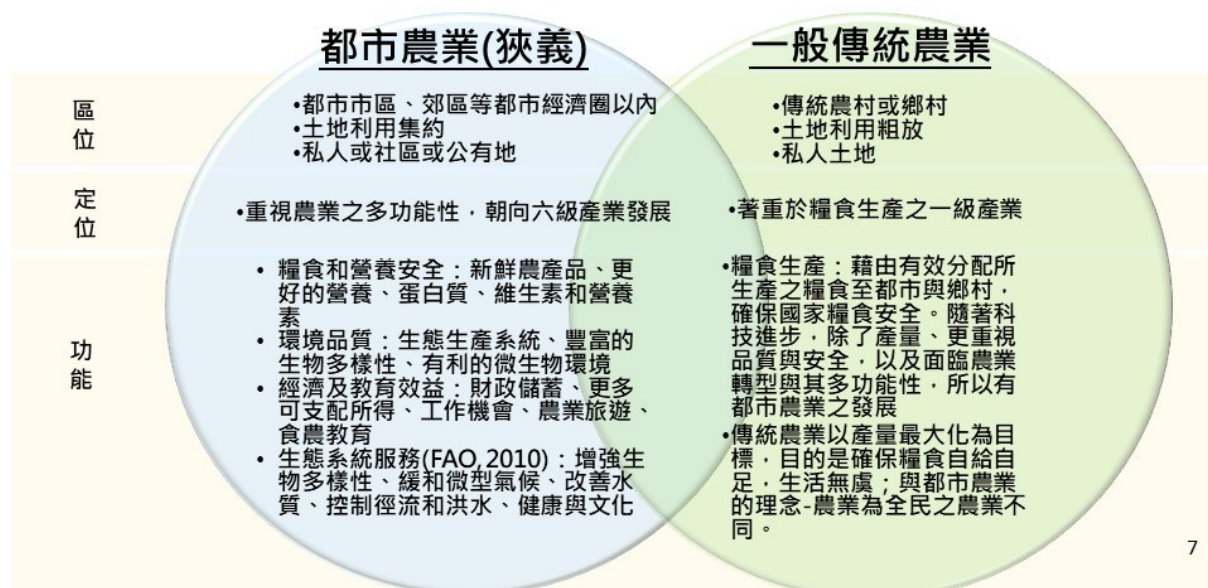 都市農業(狹義)
一般傳統農業
區
位
•都市市區、郊區等都市經濟圈以內
•土地利用集約
•私人或社區或公有地
•傳統農村或鄉村
•土地利用粗放
•私人土地
定
位
•重視農業之多功能性，朝向六級產業發展
•著重於糧食生產之一級產業
功
能
• 糧食和營養安全：新鮮農產品、更
好的營養、蛋白質、維生素和營養
素
• 環境品質：生態生產系統、豐富的
生物多樣性、有利的微生物環境
• 經濟及教育效益：財政儲蓄、更多
可支配所得、工作機會、農業旅遊、
食農教育
• 生態系統服務(FAO,2010)：增強生
物多樣性、緩和微型氣候、改善水
質、控制徑流和洪水、健康與文化
•糧食生產：藉由有效分配所
生產之糧食至都市與鄉村，
確保國家糧食安全。隨著科
技進步，除了產量、更重視
品質與安全，以及面臨農業
轉型與其多功能性，所以有
都市農業之發展
•傳統農業以產量最大化為目
標，目的是確保糧食自給自
足，生活無虞；與都市農業
的理念-農業為全民之農業不
同。
7